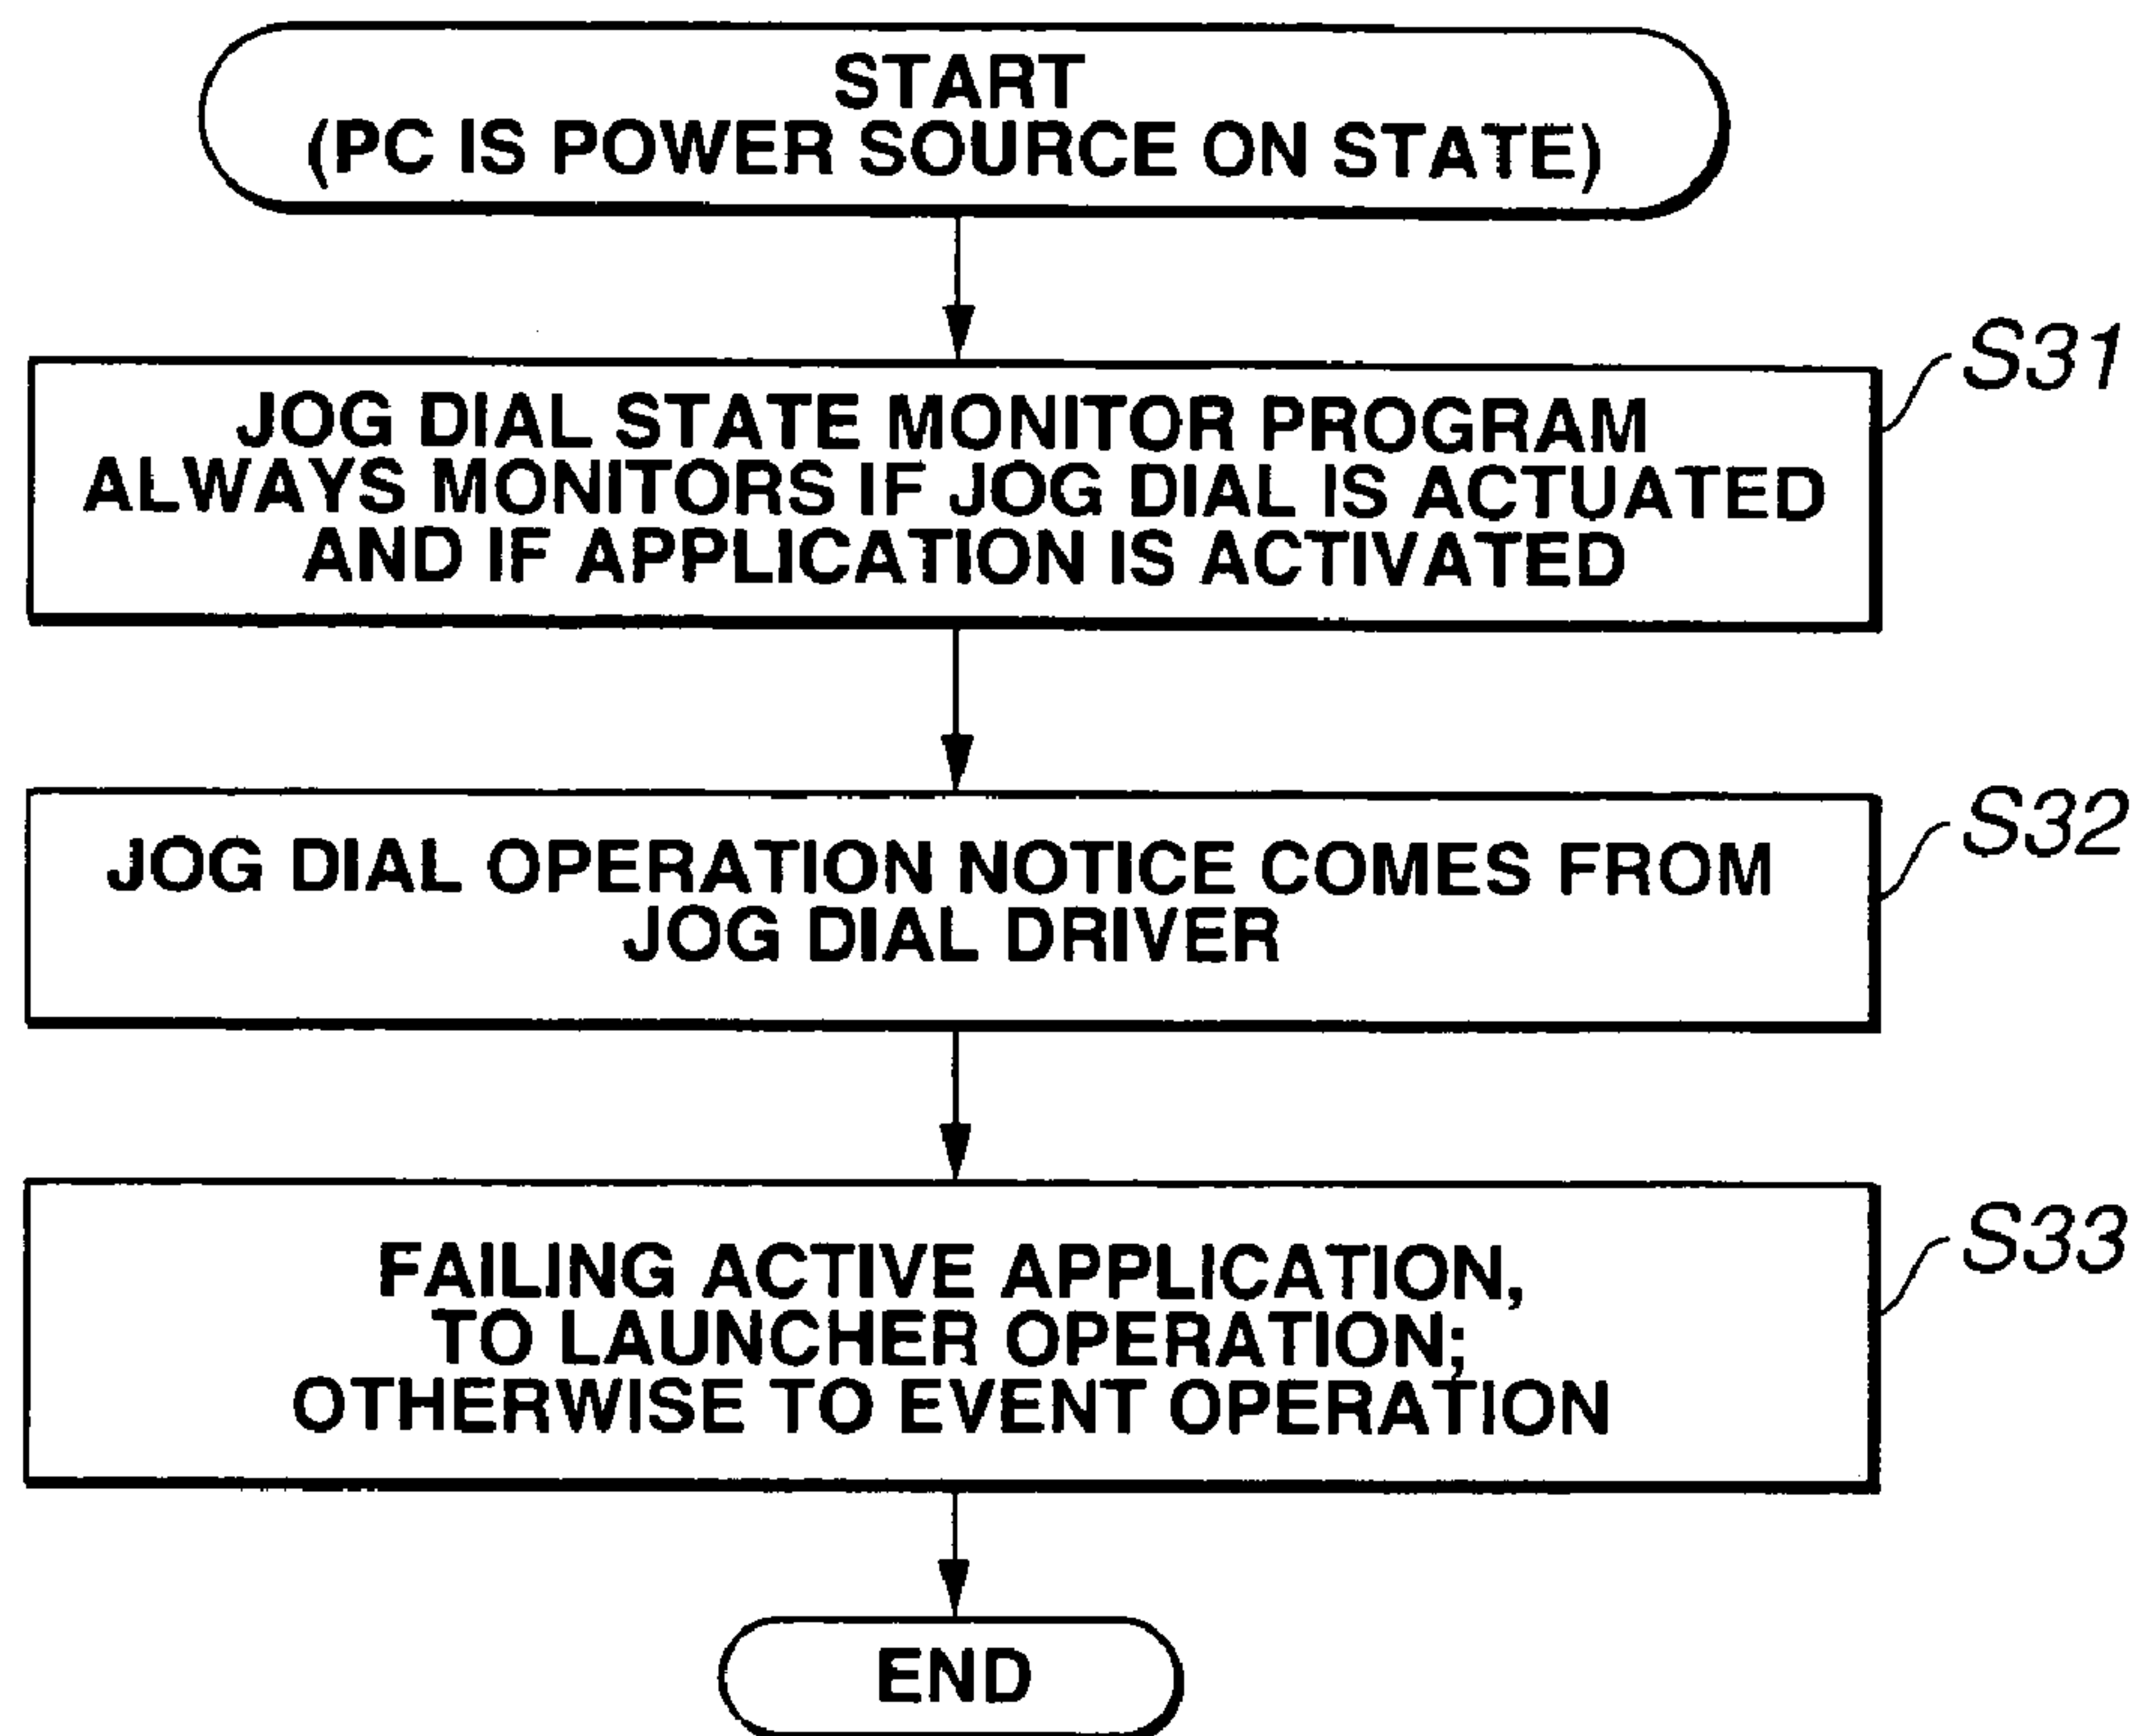 START
(PC IS POWER SOURCE ON STATE)
S31
JOG DIAL STATE MONITOR PROGRAM
ALWAYS MONITORS IF JOG DIAL IS ACTUATED
AND IF APPLICATION IS ACTIVATED
S32
JOG DIAL OPERATION NOTICE COMES FROM
JOG DIAL DRIVER
S33
FAILING ACTIVE APPLICATION,
TO LAUNCHER OPERATION;
OTHERWISE TO EVENT OPERATION
END